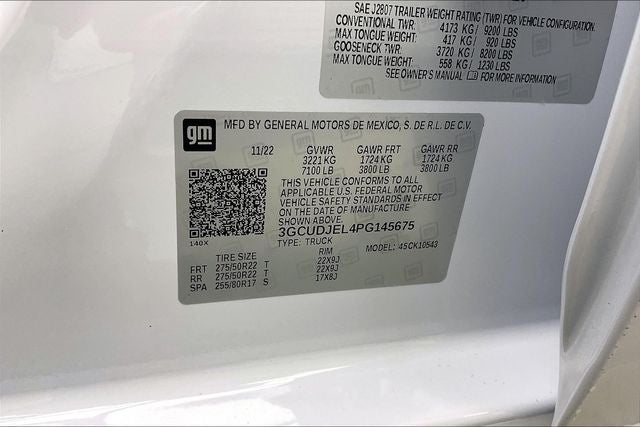 SAE J2807 TRAILER WEIGHT RATING (TWR) FOR VEHICLE CONFIGURATION
CONVENTIONAL TWR: 4173 KG / 9200 LBS
MAX TONGUE WEIGHT: 417 KG / 920 LBS
GOOSENECK TWR: 3720 KG / 8200 LBS
MAX TONGUE WEIGHT: 558 KG / 1230 LBS
SEE OWNER'S MANUAL FOR MORE INFORMATION
gm MFD BY GENERAL MOTORS DE MEXICO, S. DE R.L. DE C.V.
11/22 GVWR GAWR FRT GAWR RR
3221 KG 1724 KG 1724 KG
7100 LB 3800 LB 3800 LB
THIS VEHICLE CONFORMS TO ALL
APPLICABLE U.S. FEDERAL MOTOR
VEHICLE SAFETY STANDARDS IN EFFECT
ON THE DATE OF MANUFACTURE
SHOWN ABOVE.
3GCUDJEL4PG145675
140X TYPE: TRUCK MODEL: 45CK10543
TIRE SIZE RIM
FRT 275/50R22 T 22X9J
RR 275/50R22 T 22X9J
SPA 255/80R17 S 17X8J